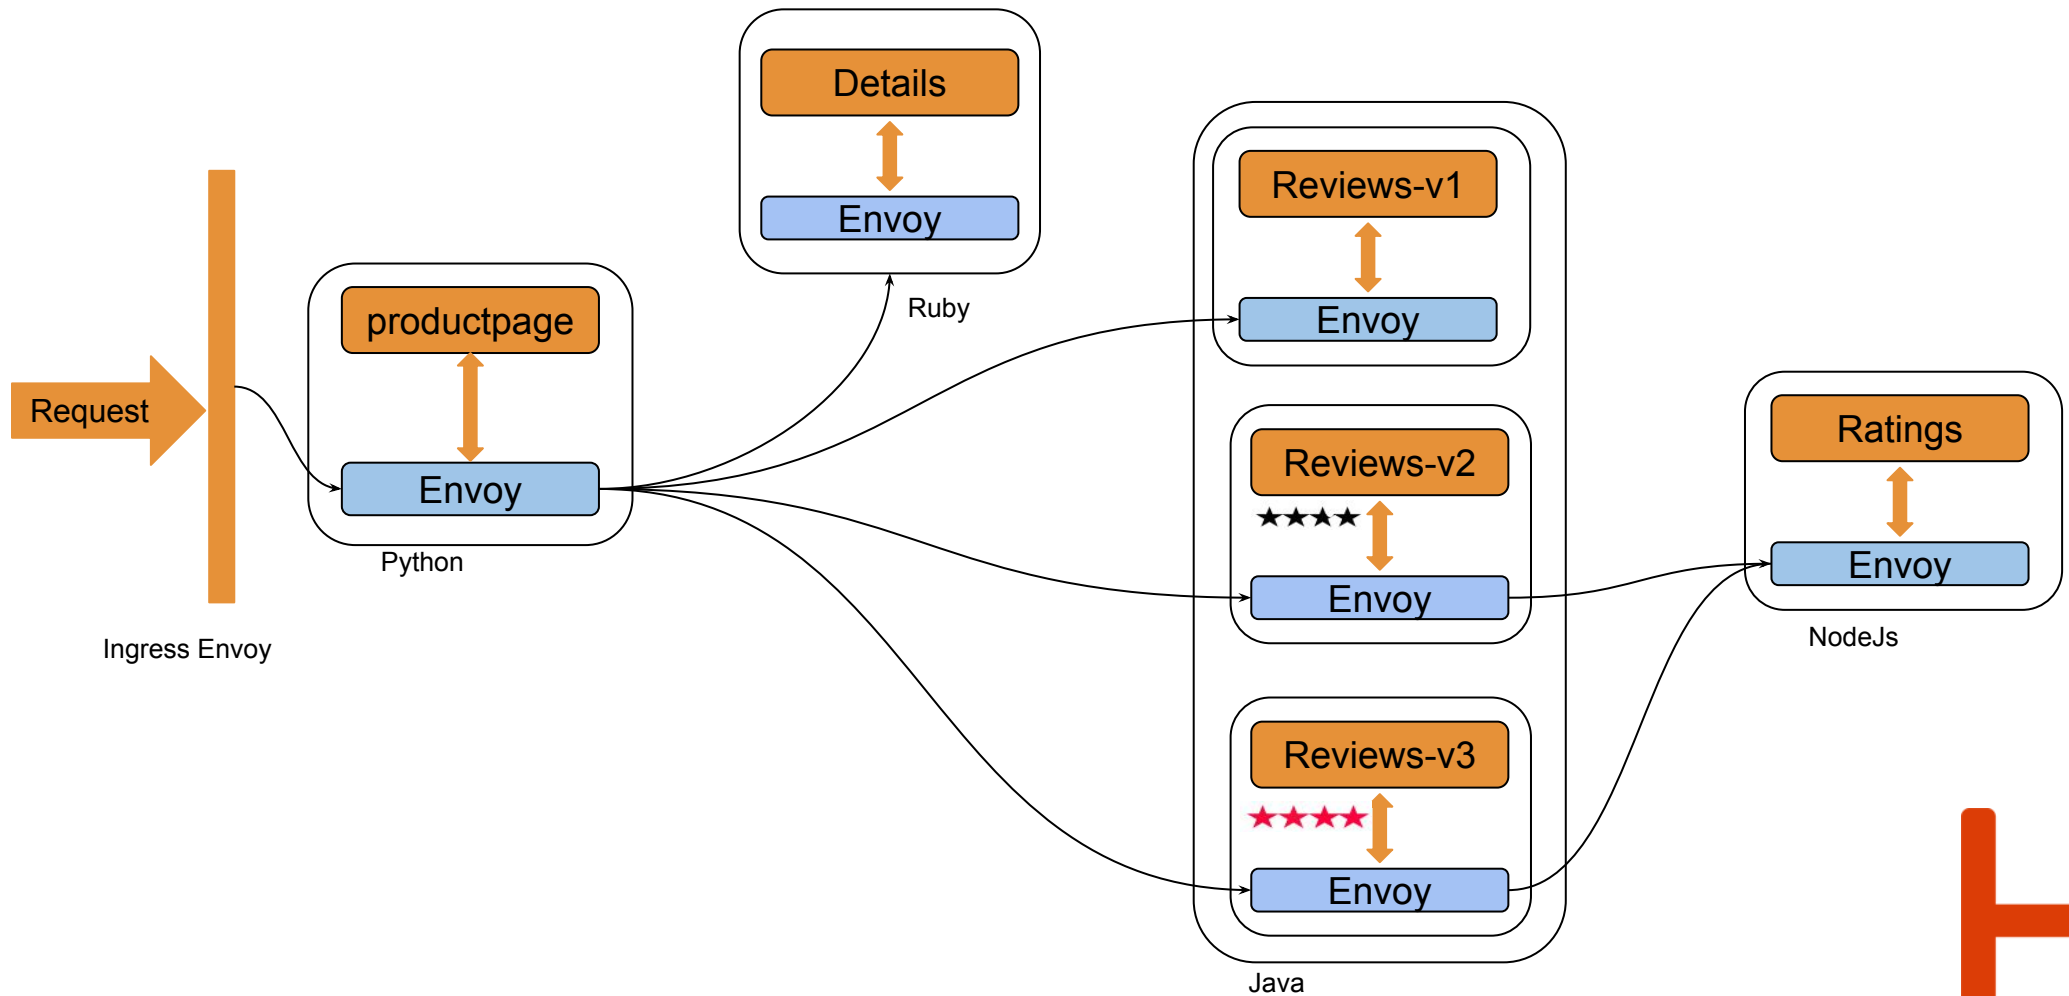 Request
Ingress Envoy
productpage
Envoy
Python
Details
Envoy
Ruby
Reviews-v1
Envoy
Reviews-v2
Envoy
Reviews-v3
Envoy
Java
Ratings
Envoy
NodeJs